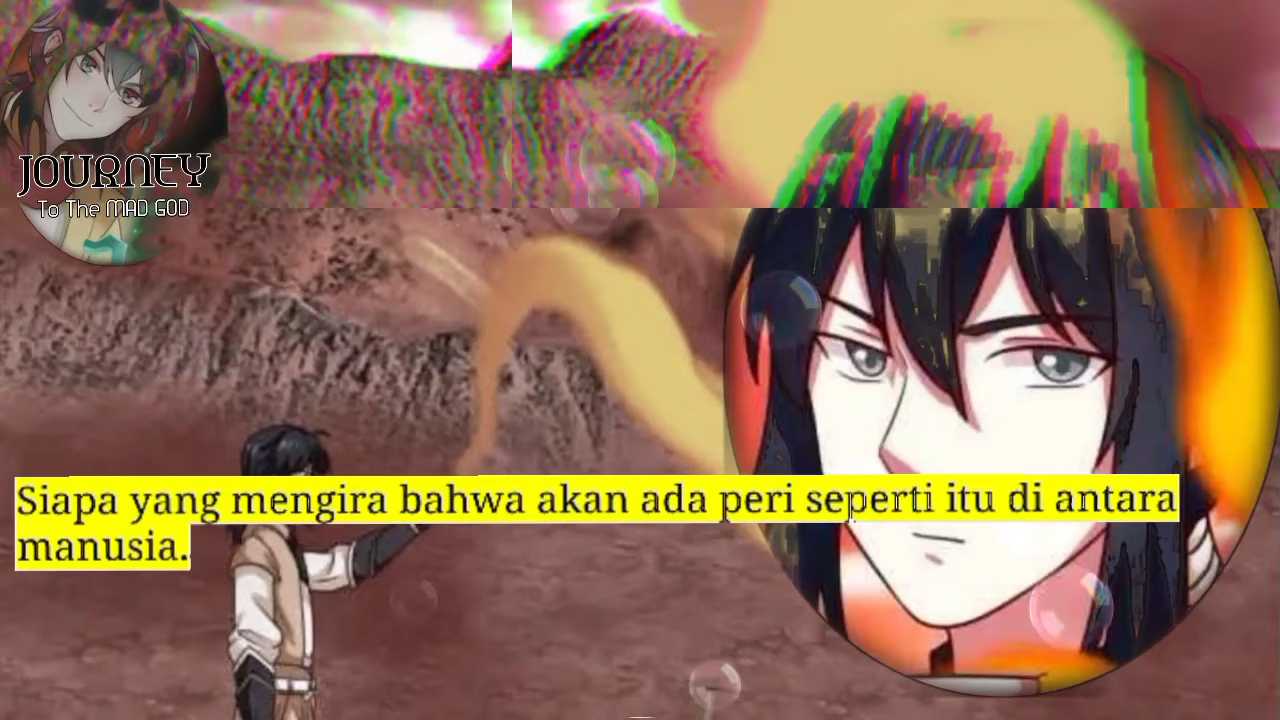 JOURNEY
To The MAD GOD
Siapa yang mengira bahwa akan ada peri seperti itu di antara
manusia.